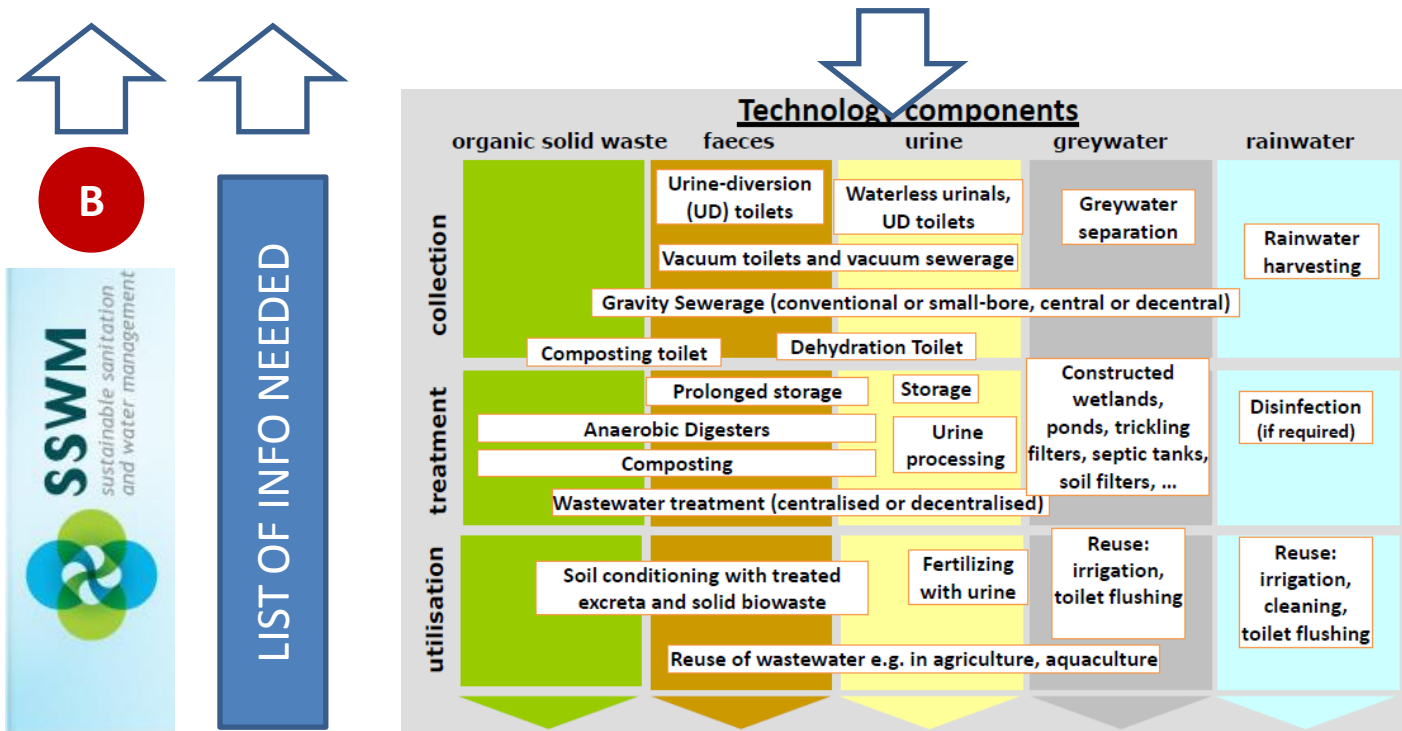 B
SSWM
sustainable sanitation
and water management
LIST OF INFO NEEDED
Technology components
organic solid waste
faeces
urine
greywater
rainwater
collection
Urine-diversion
(UD) toilets
Waterless urinals,
UD toilets
Greywater
separation
Rainwater
harvesting
Vacuum toilets and vacuum sewerage
Gravity Sewerage (conventional or small-bore, central or decentral)
Composting toilet
Dehydration Toilet
treatment
Prolonged storage
Storage
Constructed
wetlands,
ponds, trickling
filters, septic tanks,
soil filters, ...
Disinfection
(if required)
Anaerobic Digesters
Urine
processing
Composting
Wastewater treatment (centralised or decentralised)
utilisation
Soil conditioning with treated
excreta and solid biowaste
Fertilizing
with urine
Reuse:
irrigation,
toilet flushing
Reuse:
irrigation,
cleaning,
toilet flushing
Reuse of wastewater e.g. in agriculture, aquaculture